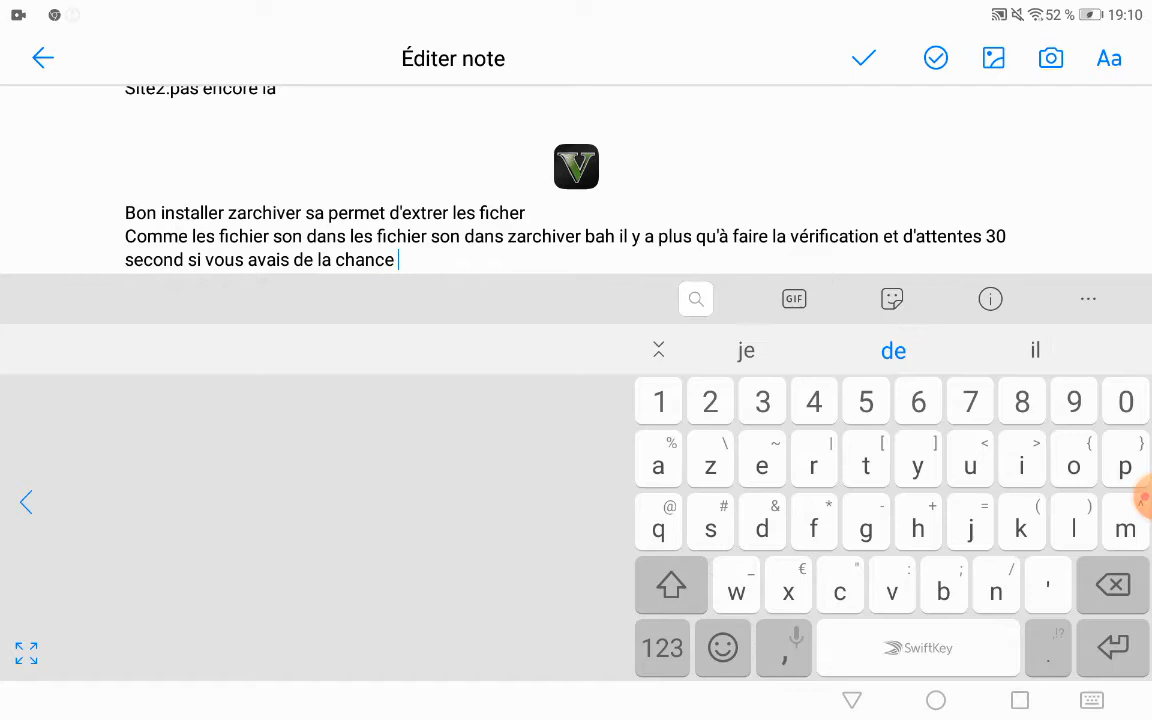 52 % 19:10
Éditer note Aa
Site2.pas encore la
V
Bon installer zarchiver sa permet d'extrer les ficher
Comme les fichier son dans les fichier son dans zarchiver bah il y a plus qu'à faire la vérification et d'attentes 30
second si vous avais de la chance
GIF
je de il
1 2 3 4 5 6 7 8 9 0
% \ ~ | [ ] < > { }
a z e r t y u i o p
@ # & * - + = ( )
q s d f g h j k l m
_ € " : ; /
w x c v b n '
,!?
123 , SwiftKey .